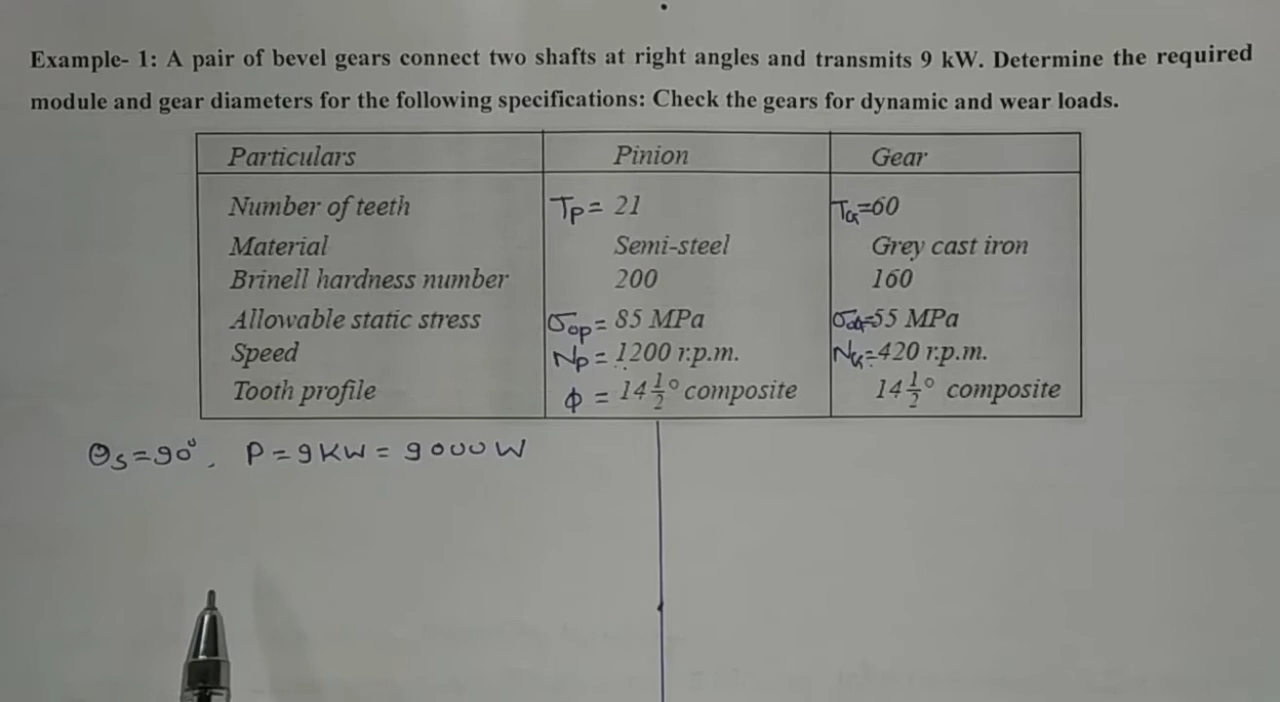 Example- 1: A pair of bevel gears connect two shafts at right angles and transmits 9 kW. Determine the required
module and gear diameters for the following specifications: Check the gears for dynamic and wear loads.
Particulars Pinion Gear
Number of teeth Tp = 21 TG=60
Material Semi-steel Grey cast iron
Brinell hardness number 200 160
Allowable static stress σop = 85 MPa σoG=55 MPa
Speed Np = 1200 r.p.m. NG=420 r.p.m.
Tooth profile φ = 14½° composite 14½° composite
θs=90°, P=9KW = 9000W